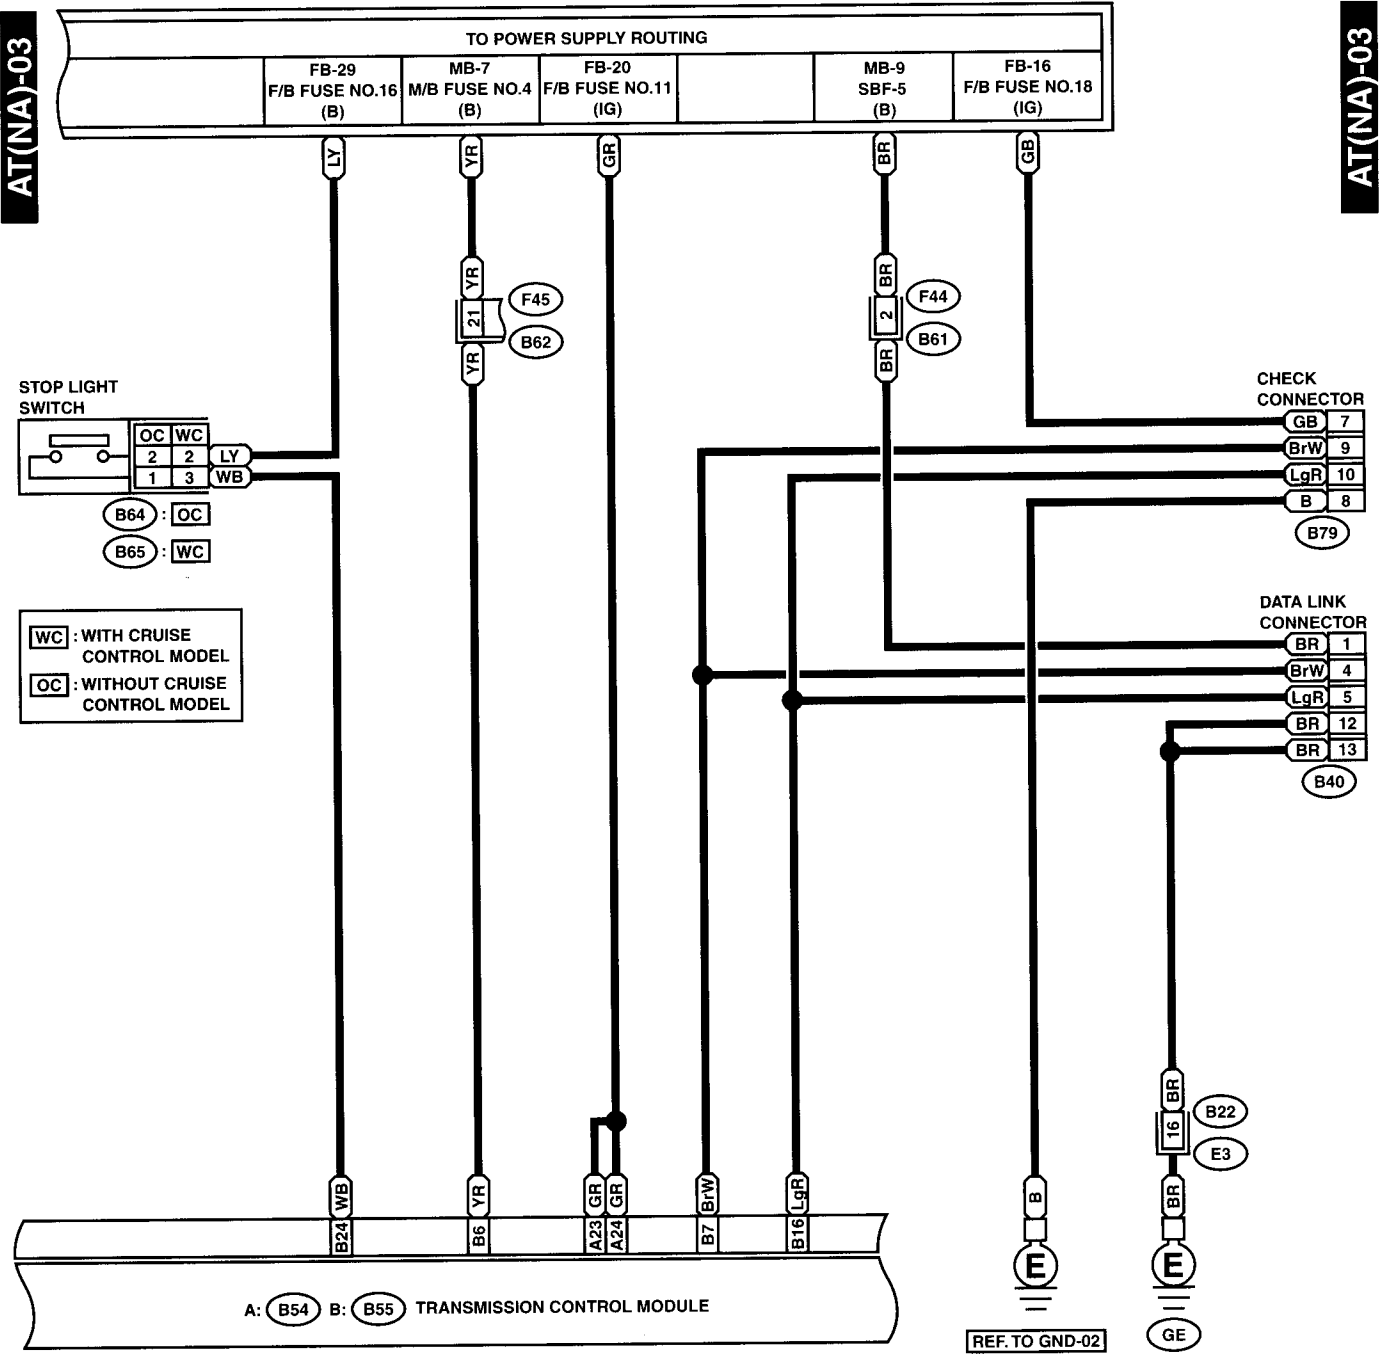 AT(NA)-03
AT(NA)-03
TO POWER SUPPLY ROUTING
FB-29
F/B FUSE NO.16
(B)
MB-7
M/B FUSE NO.4
(B)
FB-20
F/B FUSE NO.11
(IG)
MB-9
SBF-5
(B)
FB-16
F/B FUSE NO.18
(IG)
LY
YR
GR
BR
GB
YR
21
YR
F45
B62
BR
2
BR
F44
B61
STOP LIGHT
SWITCH
OC WC
2 2 LY
1 3 WB
B64 : OC
B65 : WC
WC : WITH CRUISE
CONTROL MODEL
OC : WITHOUT CRUISE
CONTROL MODEL
CHECK
CONNECTOR
GB 7
BrW 9
LgR 10
B 8
B79
DATA LINK
CONNECTOR
BR 1
BrW 4
LgR 5
BR 12
BR 13
B40
BR
16
BR
B22
E3
WB
YR
GR
GR
BrW
LgR
B
B24
B6
A23
A24
B7
B16
E
E
A: B54 B: B55 TRANSMISSION CONTROL MODULE
REF. TO GND-02
GE